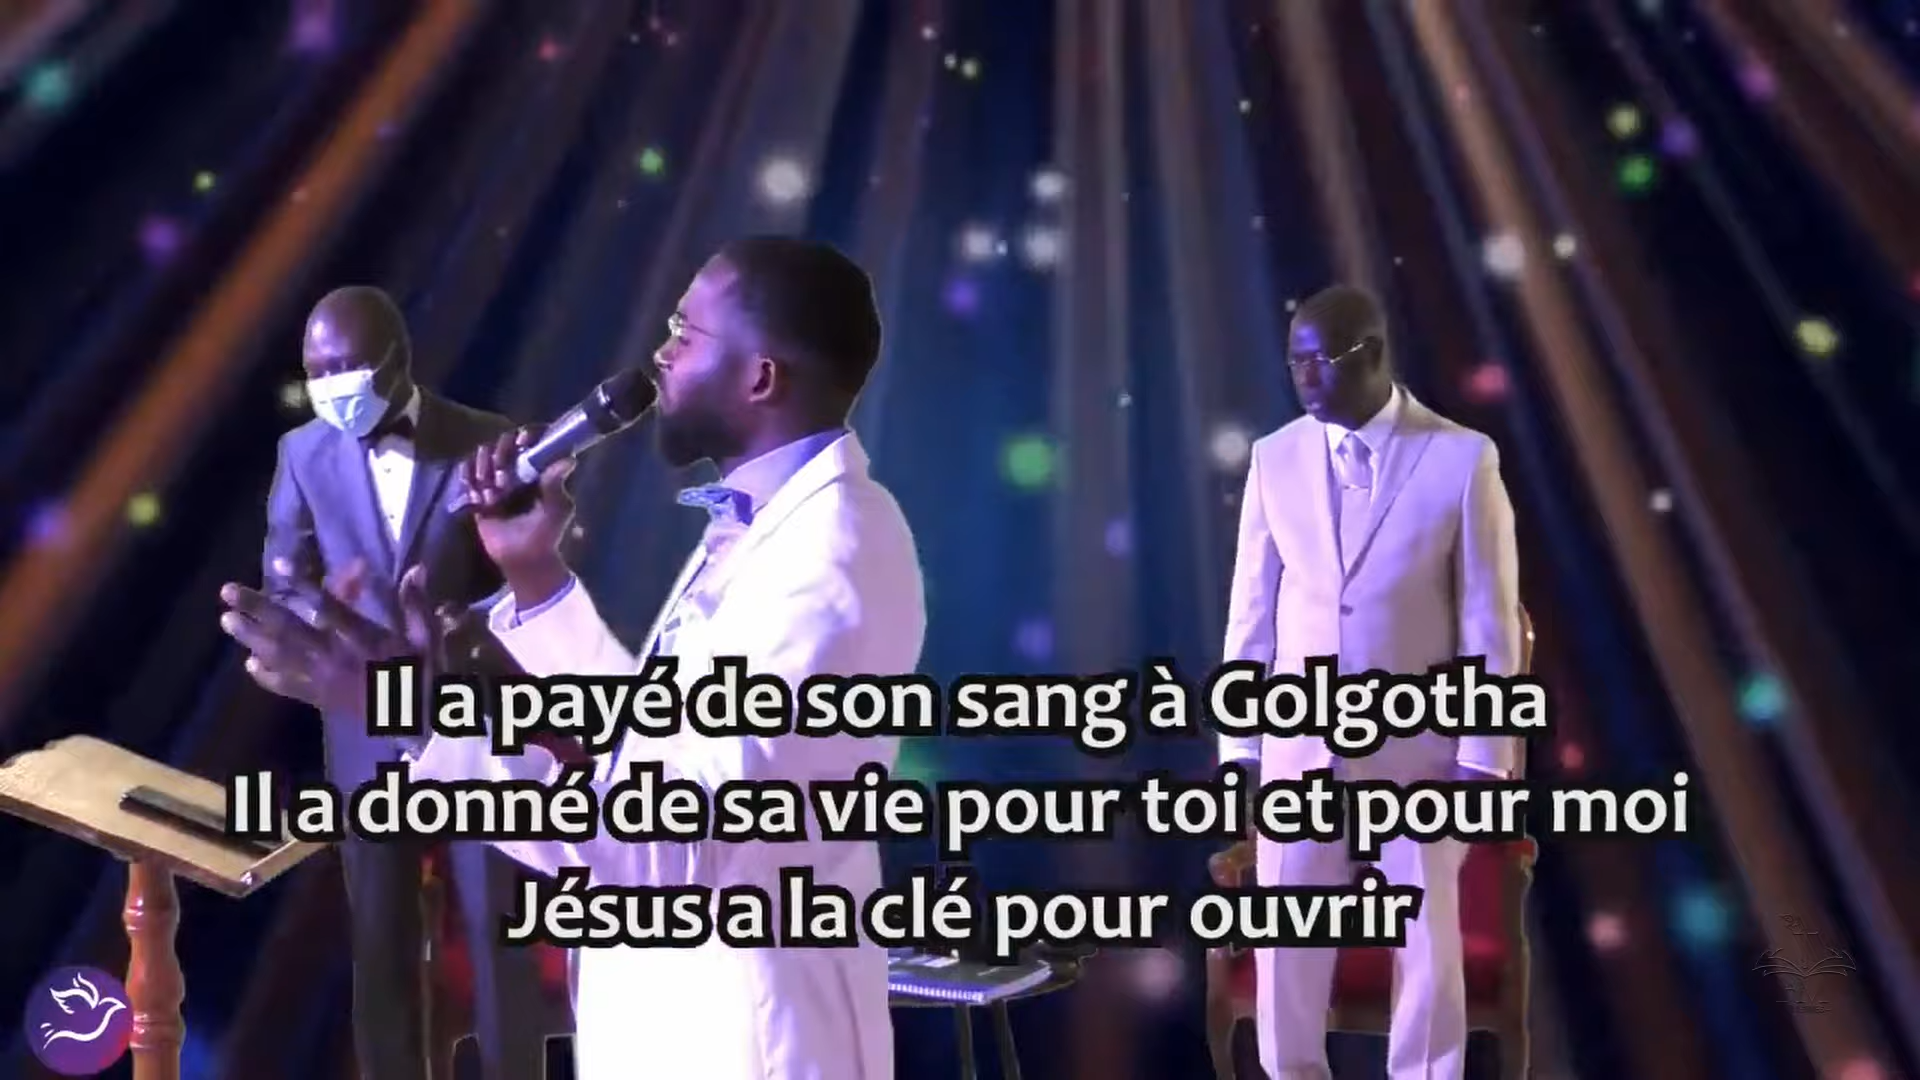 Il a payé de son sang à Golgotha
Il a donné de sa vie pour toi et pour moi
Jésus a la clé pour ouvrir